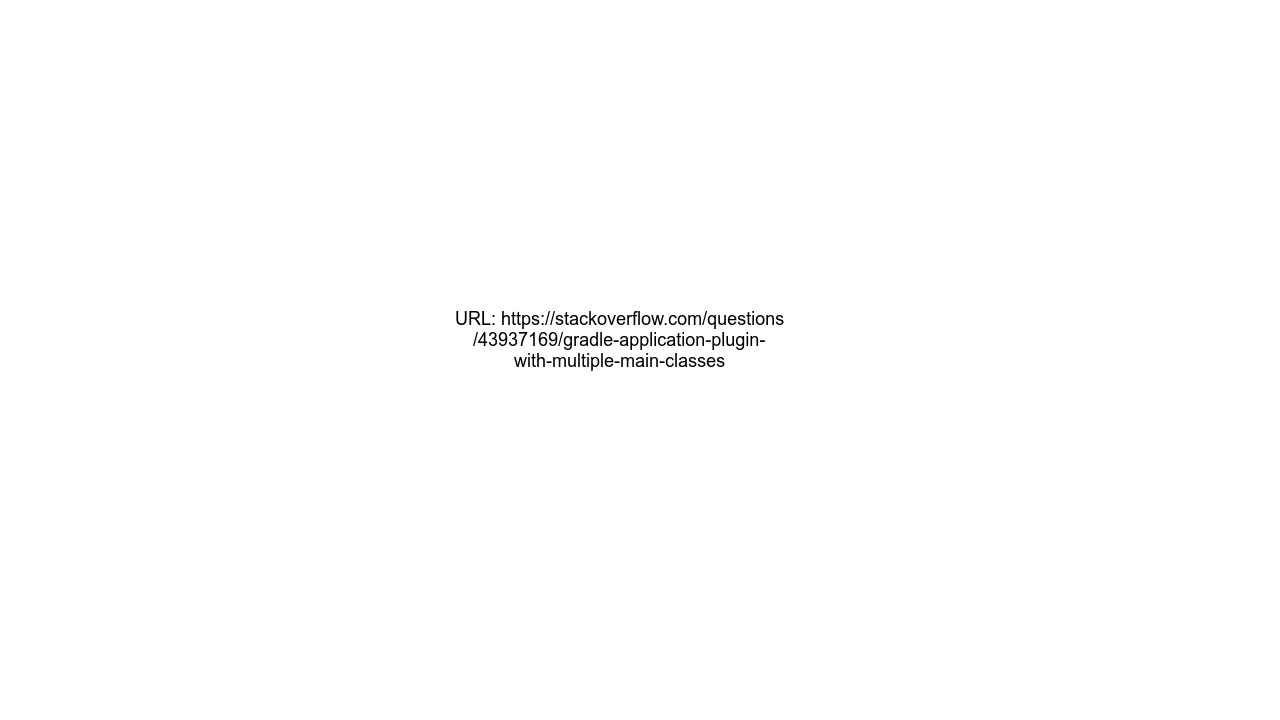 URL: https://stackoverflow.com/questions
/43937169/gradle-application-plugin-
with-multiple-main-classes